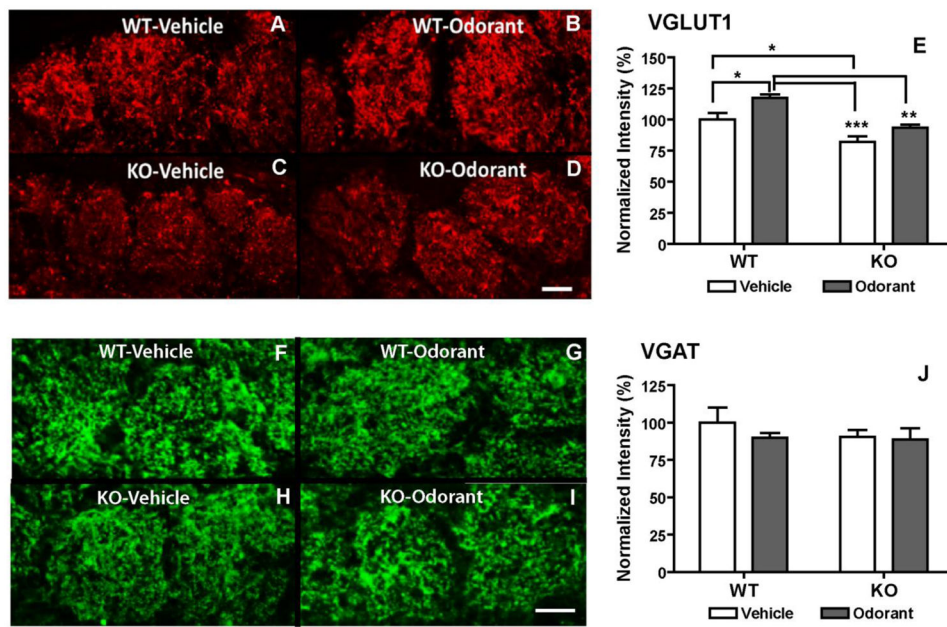 WT-Vehicle
A
WT-Odorant
B
KO-Vehicle
C
KO-Odorant
D
VGLUT1
E
Normalized Intensity (%)
150
125
100
75
50
25
0
*
*
***
**
WT
KO
Vehicle
Odorant
WT-Vehicle
F
WT-Odorant
G
KO-Vehicle
H
KO-Odorant
I
VGAT
J
Normalized Intensity (%)
125
100
75
50
25
0
WT
KO
Vehicle
Odorant